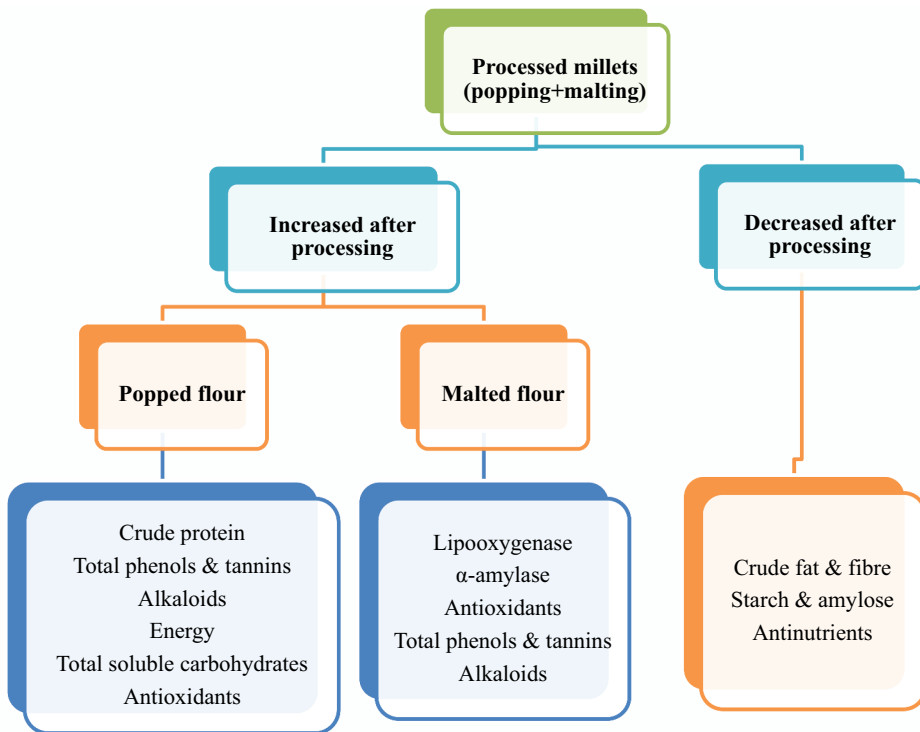 Processed millets
(popping+malting)
Increased after
processing
Decreased after
processing
Popped flour
Malted flour
Crude protein
Total phenols & tannins
Alkaloids
Energy
Total soluble carbohydrates
Antioxidants
Lipooxygenase
α-amylase
Antioxidants
Total phenols & tannins
Alkaloids
Crude fat & fibre
Starch & amylose
Antinutrients